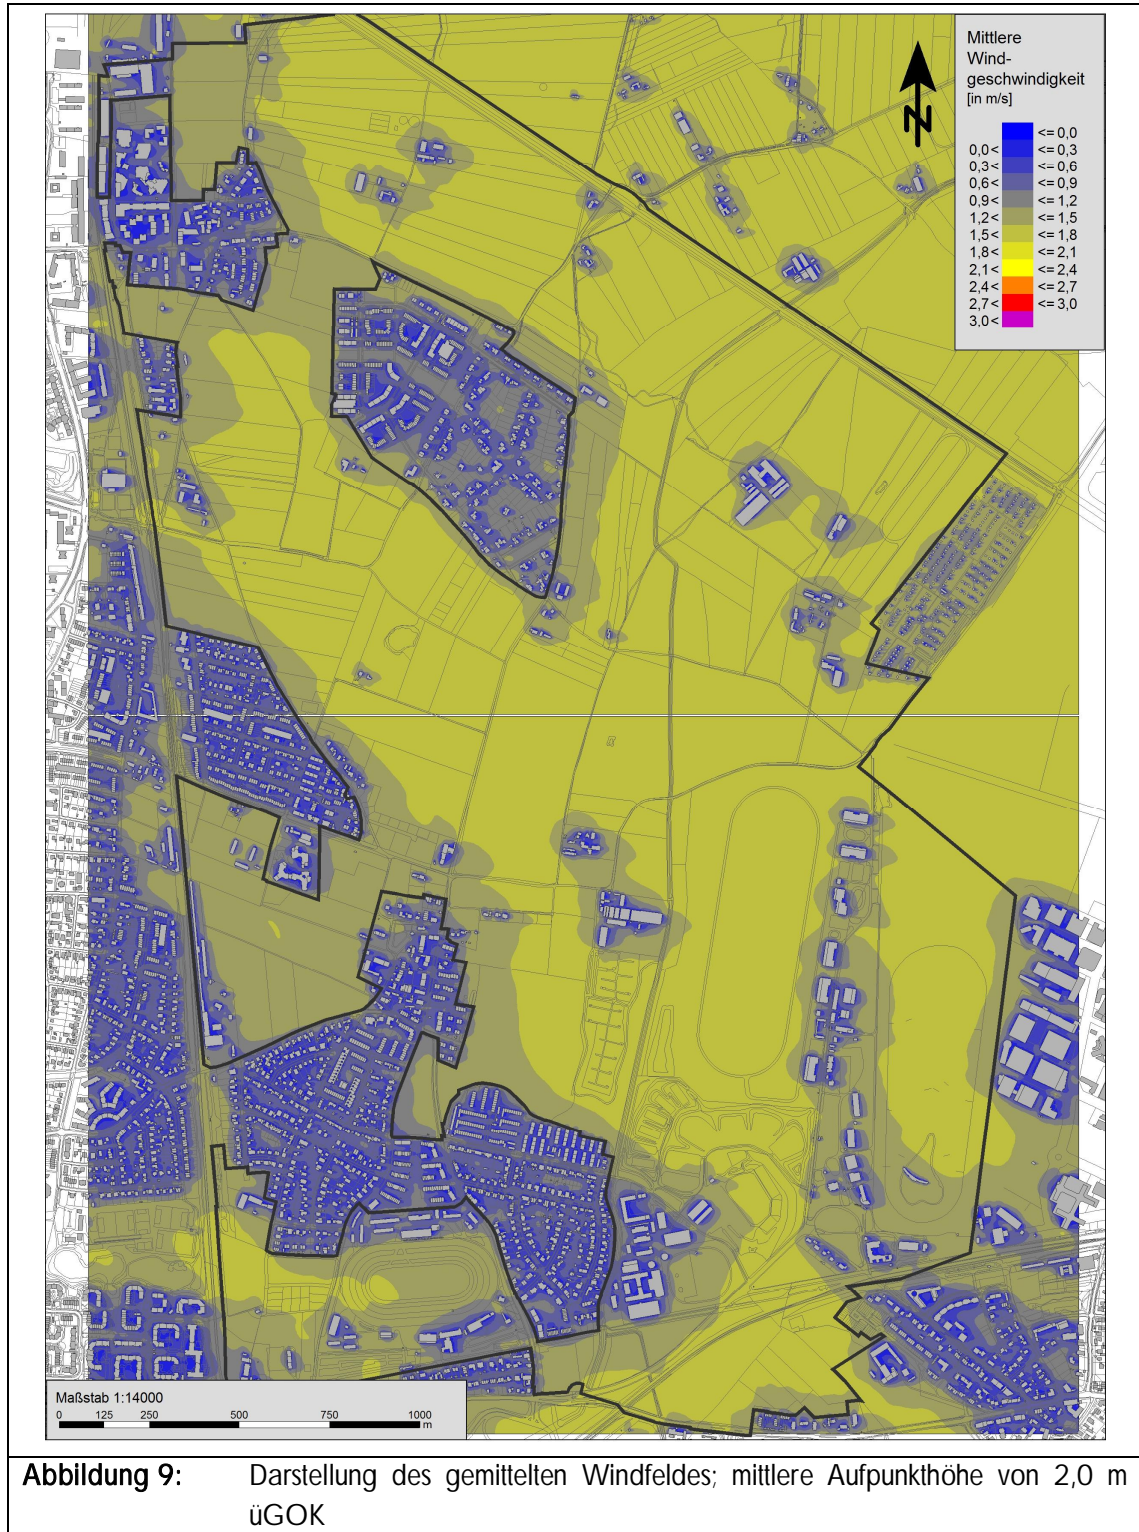 Mittlere
Wind-
geschwindigkeit
[in m/s]
<= 0,0
0,0< <= 0,3
0,3< <= 0,6
0,6< <= 0,9
0,9< <= 1,2
1,2< <= 1,5
1,5< <= 1,8
1,8< <= 2,1
2,1< <= 2,4
2,4< <= 2,7
2,7< <= 3,0
3,0<
N
Maßstab 1:14000
0 125 250 500 750 1000
m
Abbildung 9: Darstellung des gemittelten Windfeldes; mittlere Aufpunkthöhe von 2,0 m
üGOK